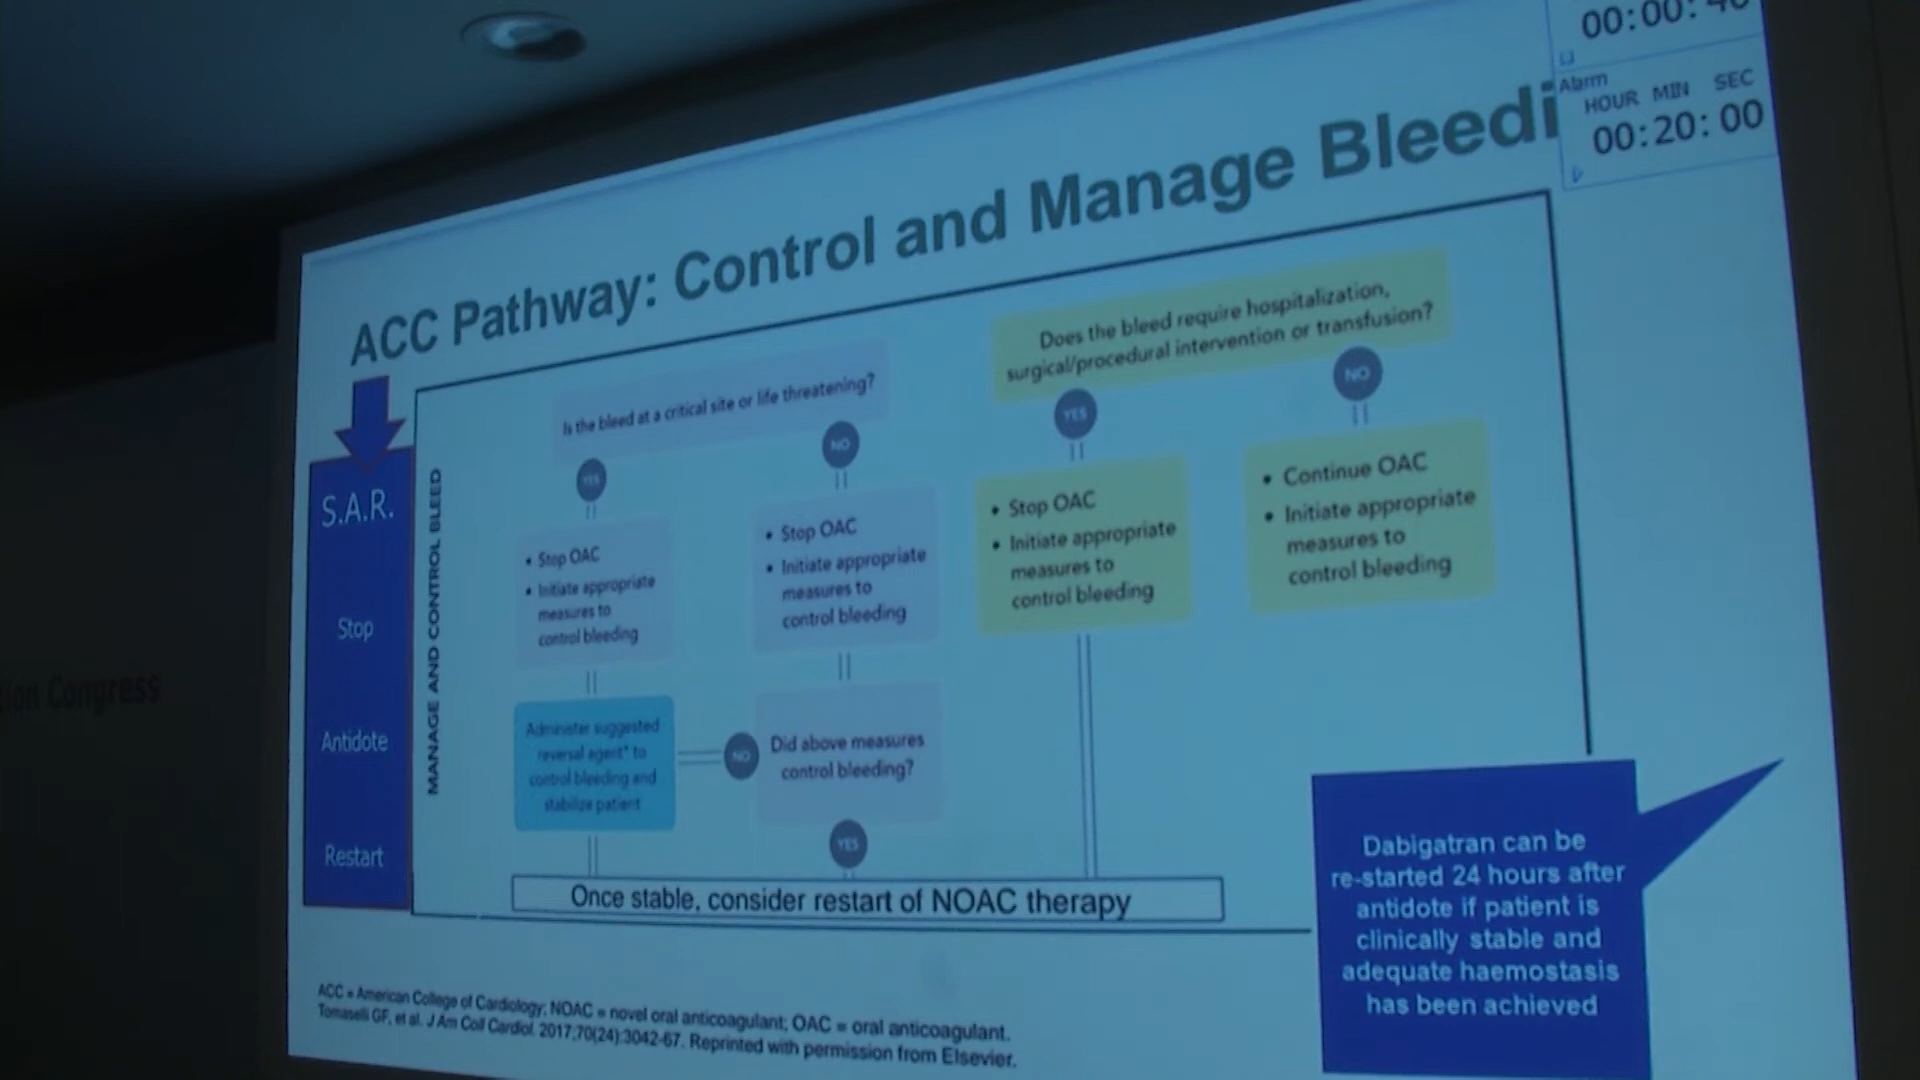 00:00:
Alarm
HOUR MIN SEC
00:20:00
ACC Pathway: Control and Manage Bleedi
S.A.R.
Stop
Antidote
Restart
MANAGE AND CONTROL BLEED
Is the bleed at a critical site or life threatening?
YES
NO
• Stop OAC
• Initiate appropriate
measures to
control bleeding
• Stop OAC
• Initiate appropriate
measures to
control bleeding
Administer suggested
reversal agent* to
control bleeding and
stabilize patient
NO
Did above measures
control bleeding?
YES
Does the bleed require hospitalization,
surgical/procedural intervention or transfusion?
YES
NO
• Stop OAC
• Initiate appropriate
measures to
control bleeding
• Continue OAC
• Initiate appropriate
measures to
control bleeding
Once stable, consider restart of NOAC therapy
Dabigatran can be
re-started 24 hours after
antidote if patient is
clinically stable and
adequate haemostasis
has been achieved
ACC = American College of Cardiology; NOAC = novel oral anticoagulant; OAC = oral anticoagulant.
Tomaselli GF, et al. J Am Coll Cardiol. 2017;70(24):3042-67. Reprinted with permission from Elsevier.
Congress